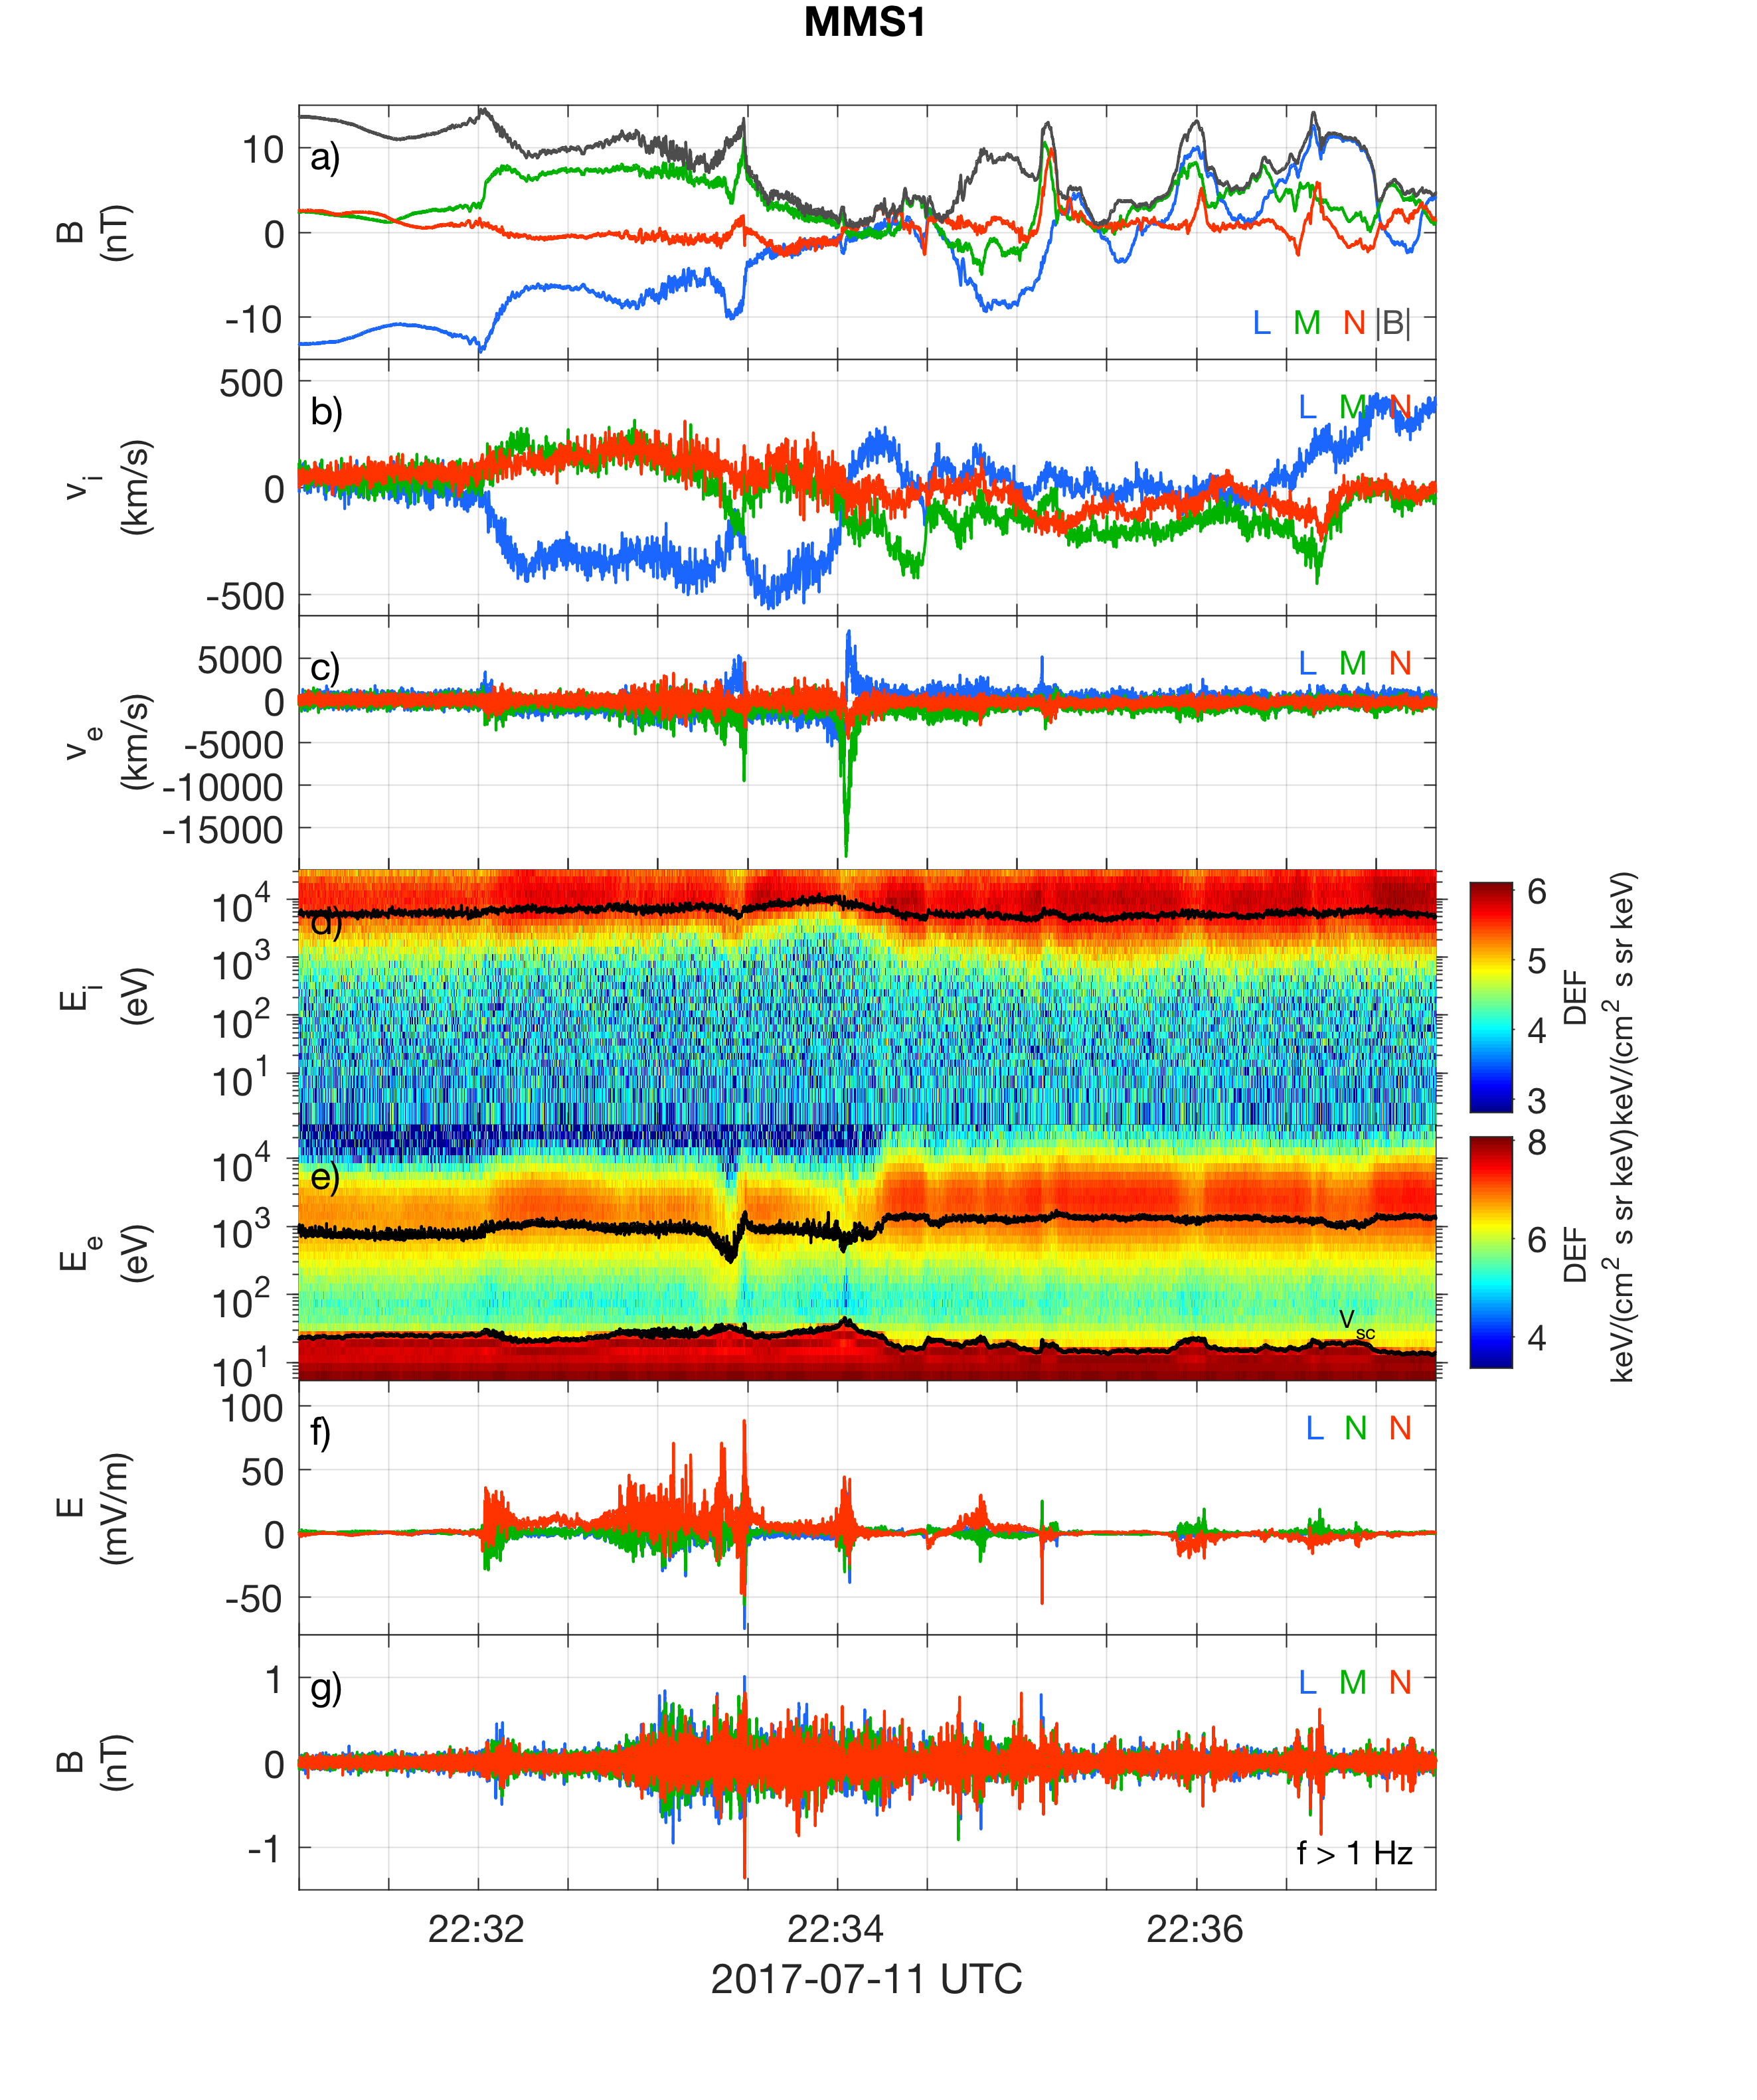 MMS1
10
0
-10
B
(nT)
a)
L M N |B|
500
0
-500
v_i
(km/s)
b)
L M N
5000
0
-5000
-10000
-15000
v_e
(km/s)
c)
L M N
10^4
10^3
10^2
10^1
E_i
(eV)
d)
6
5
4
3
DEF
keV/(cm^2 s sr keV)
10^4
10^3
10^2
10^1
E_e
(eV)
e)
V_sc
8
6
4
DEF
keV/(cm^2 s sr keV)
100
50
0
-50
E
(mV/m)
f)
L N N
1
0
-1
B
(nT)
g)
L M N
f > 1 Hz
22:32 22:34 22:36
2017-07-11 UTC